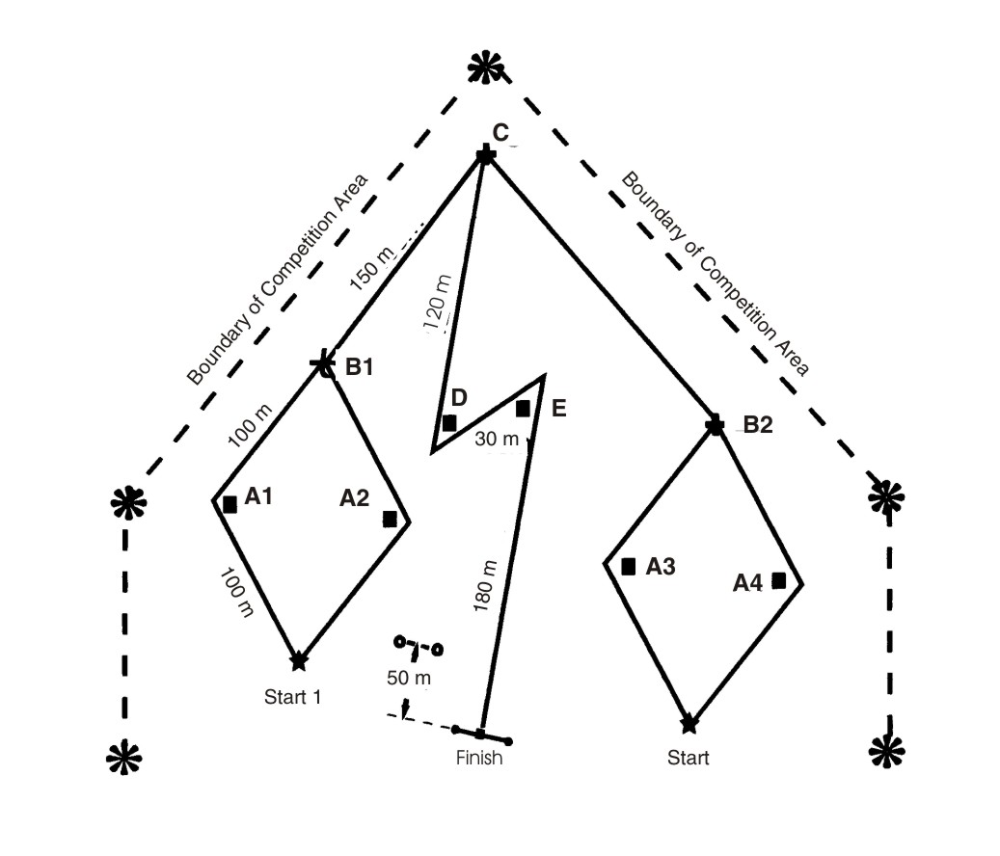 C
Boundary of Competition Area
Boundary of Competition Area
150 m
120 m
B1
D
E
B2
100 m
30 m
A1
A2
A3
A4
100 m
180 m
50 m
Start 1
Finish
Start